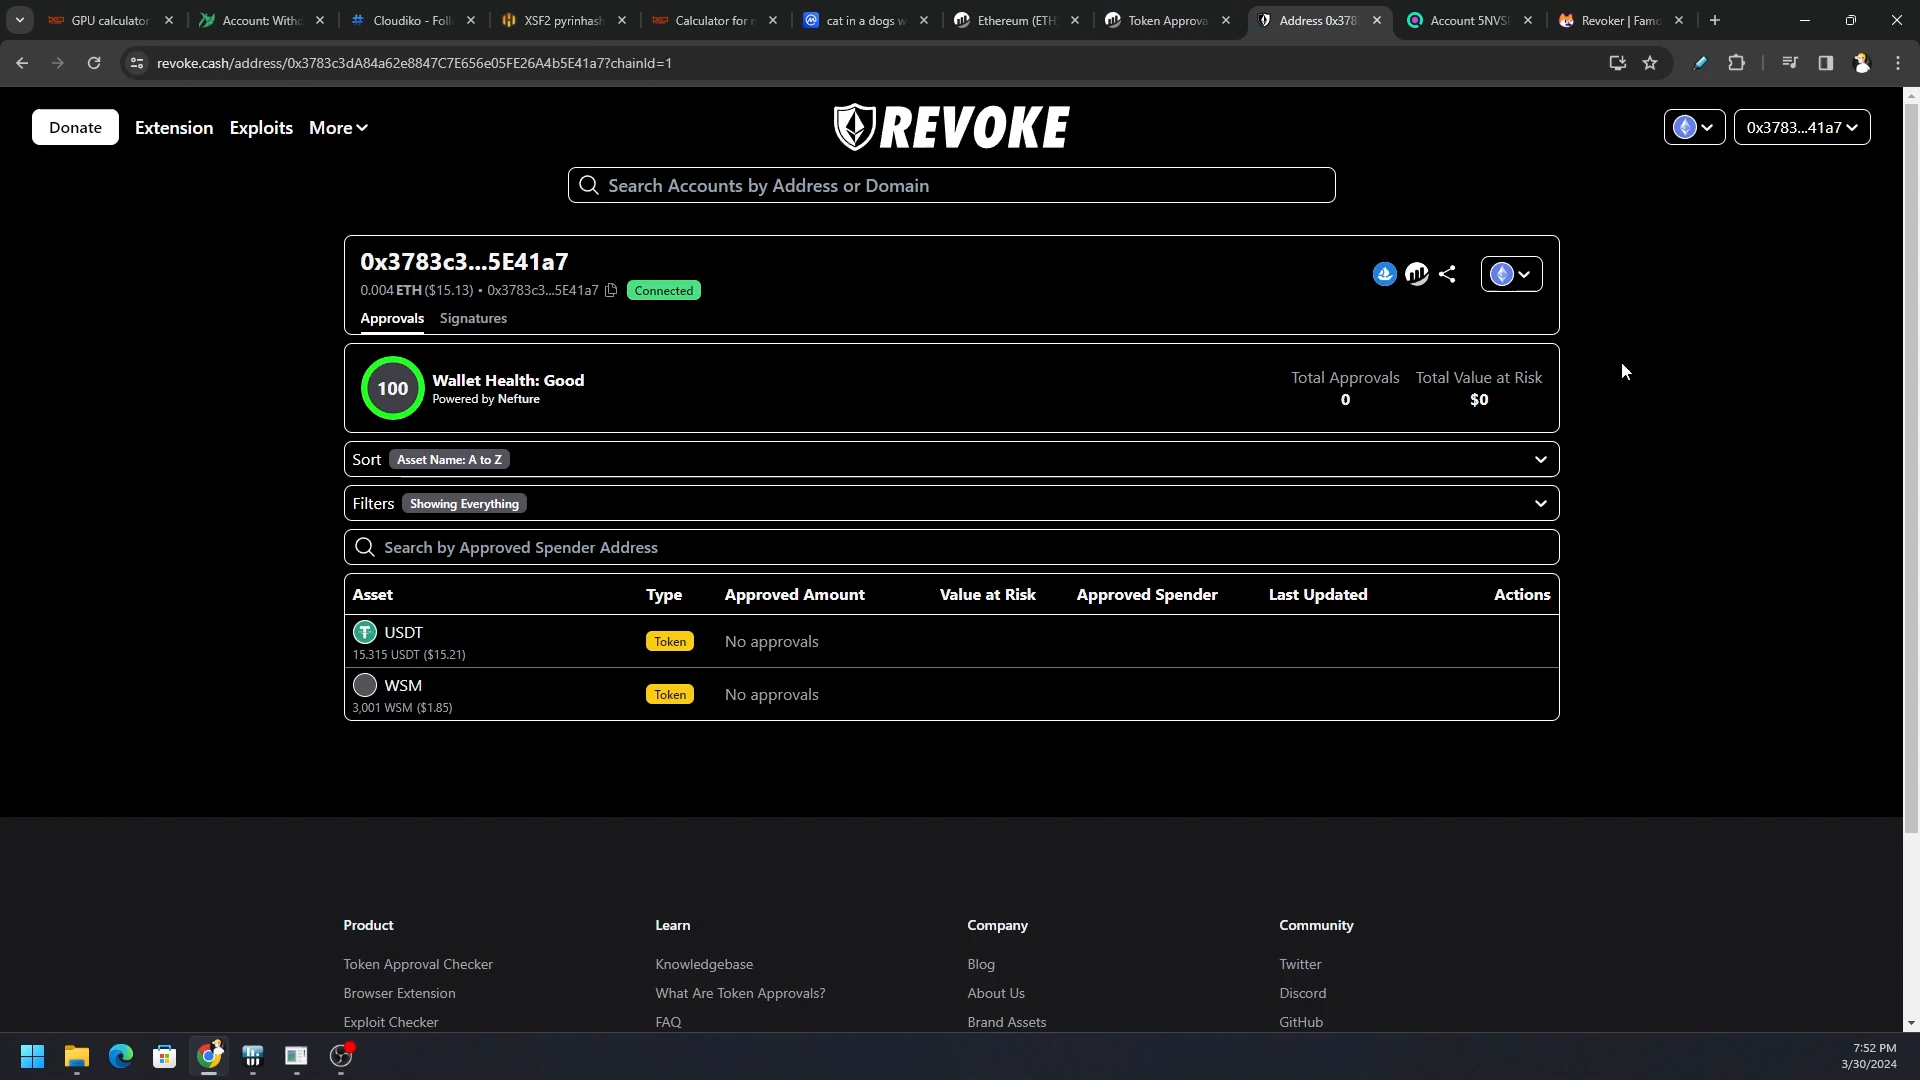 GPU calculator
Account: With
Cloudiko - Foll
XSF2 pyrinhash
Calculator for
cat in a dogs w
Ethereum (ETH
Token Approva
Address 0x378
Account 5NVS
Revoker | Famo
revoke.cash/address/0x3783c3dA84a62e8847C7E656e05FE26A4b5E41a7?chainId=1
Donate Extension Exploits More
REVOKE
0x3783...41a7
Search Accounts by Address or Domain
0x3783c3...5E41a7
0.004 ETH ($15.13) • 0x3783c3...5E41a7 Connected
Approvals Signatures
100
Wallet Health: Good
Powered by Nefture
Total Approvals Total Value at Risk
0 $0
Sort Asset Name: A to Z
Filters Showing Everything
Search by Approved Spender Address
Asset Type Approved Amount Value at Risk Approved Spender Last Updated Actions
USDT
15.315 USDT ($15.21)
Token No approvals
WSM
3,001 WSM ($1.85)
Token No approvals
Product Learn Company Community
Token Approval Checker Knowledgebase Blog Twitter
Browser Extension What Are Token Approvals? About Us Discord
Exploit Checker FAQ Brand Assets GitHub
7:52 PM
3/30/2024